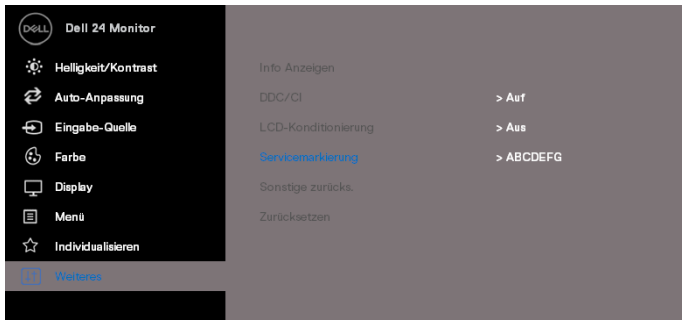 DELL Dell 24 Monitor
Helligkeit/Kontrast Info Anzeigen
Auto-Anpassung DDC/CI > Auf
Eingabe-Quelle LCD-Konditionierung > Aus
Farbe Servicemarkierung > ABCDEFG
Display Sonstige zurücks.
Menü Zurücksetzen
Individualisieren
Weiteres